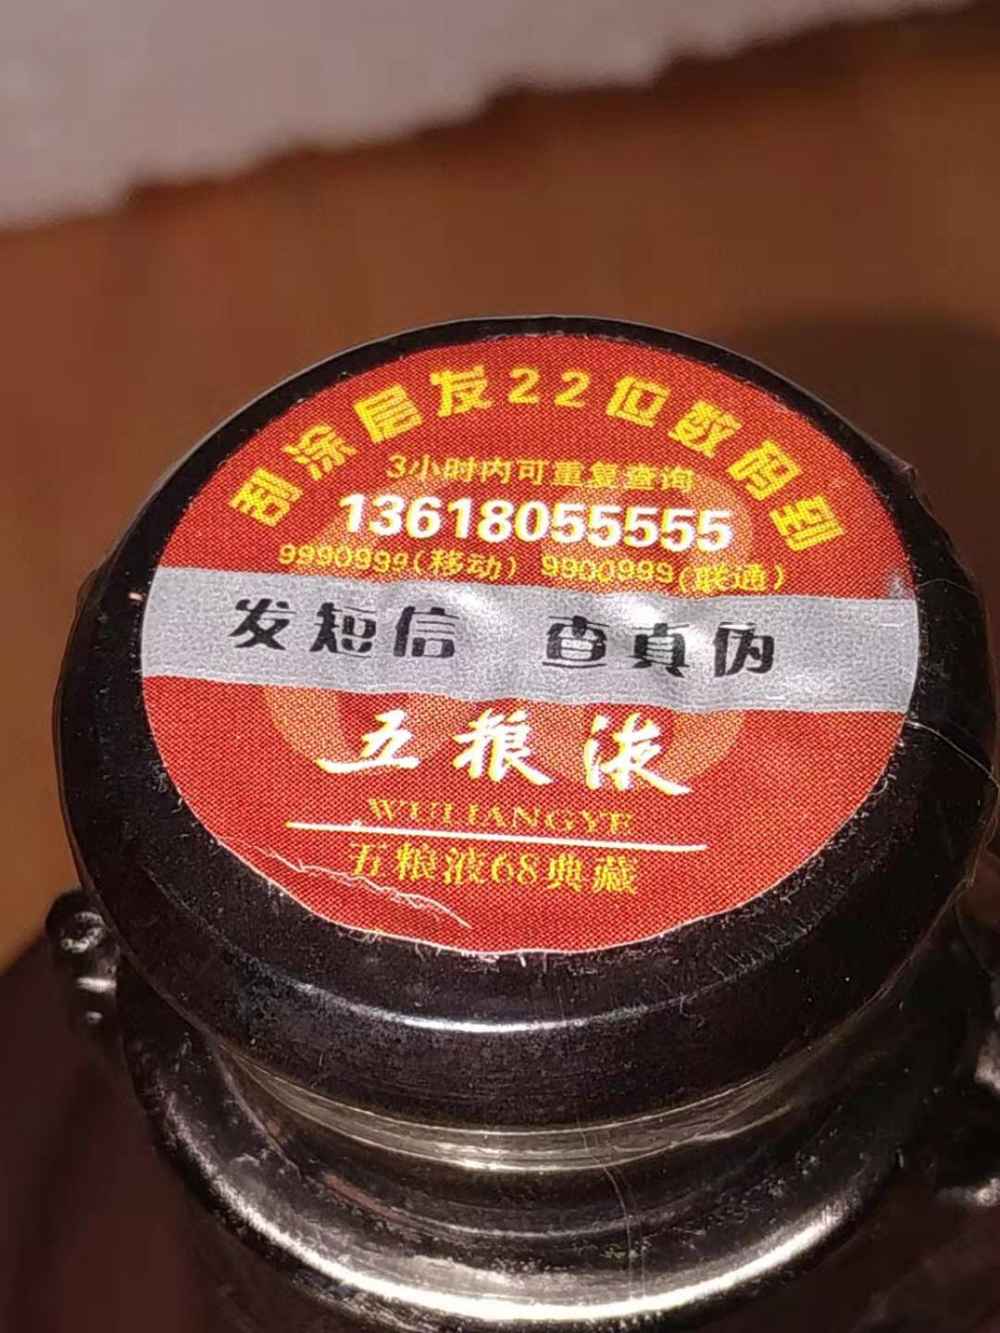 刮涂层发22位数码到
3小时内可重复查询
13618055555
9990999(移动) 9900999(联通)
发短信 查真伪
五粮液
WULIANGYE
五粮液68典藏